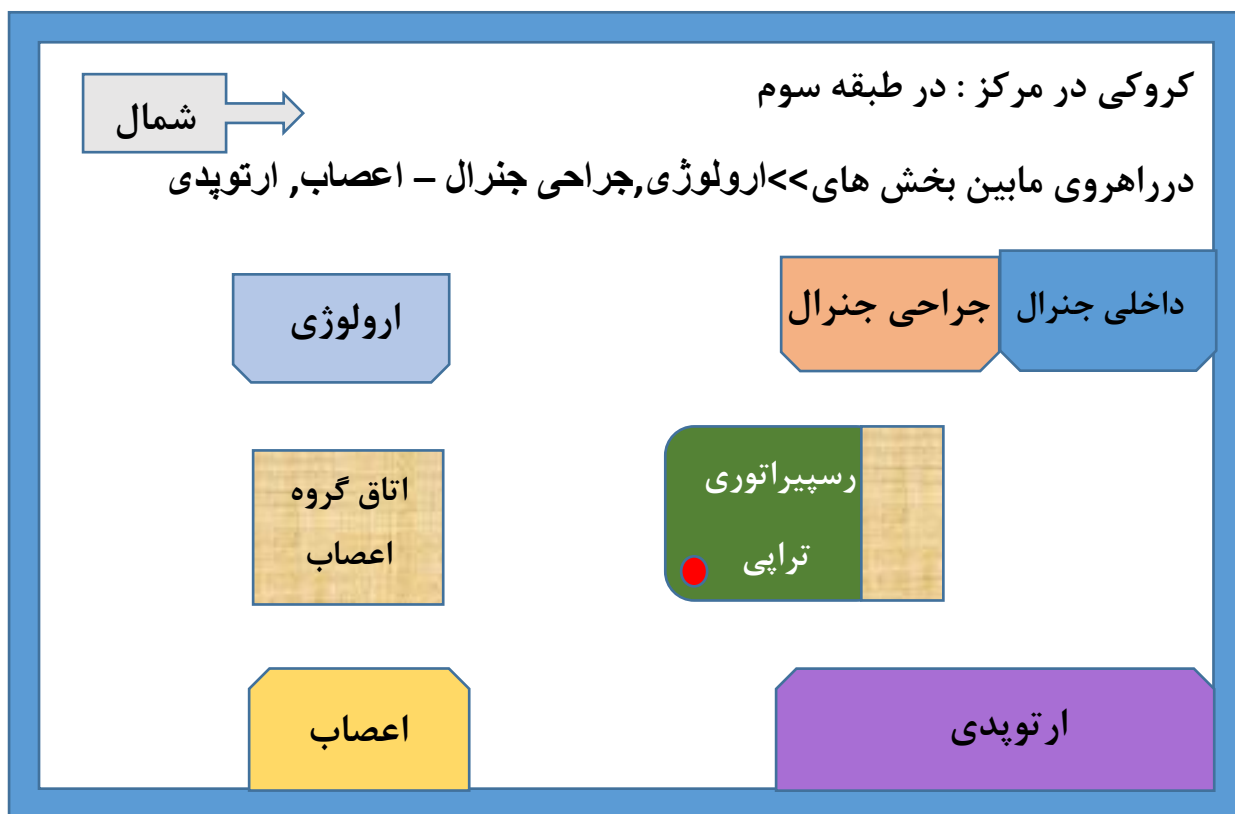 کروکی در مرکز : در طبقه سوم
شمال
درراهروی مابین بخش های>>ارولوژی,جراحی جنرال – اعصاب, ارتوپدی
داخلی جنرال
جراحی جنرال
ارولوژی
رسپیراتوری
تراپی
اتاق گروه
اعصاب
ارتوپدی
اعصاب